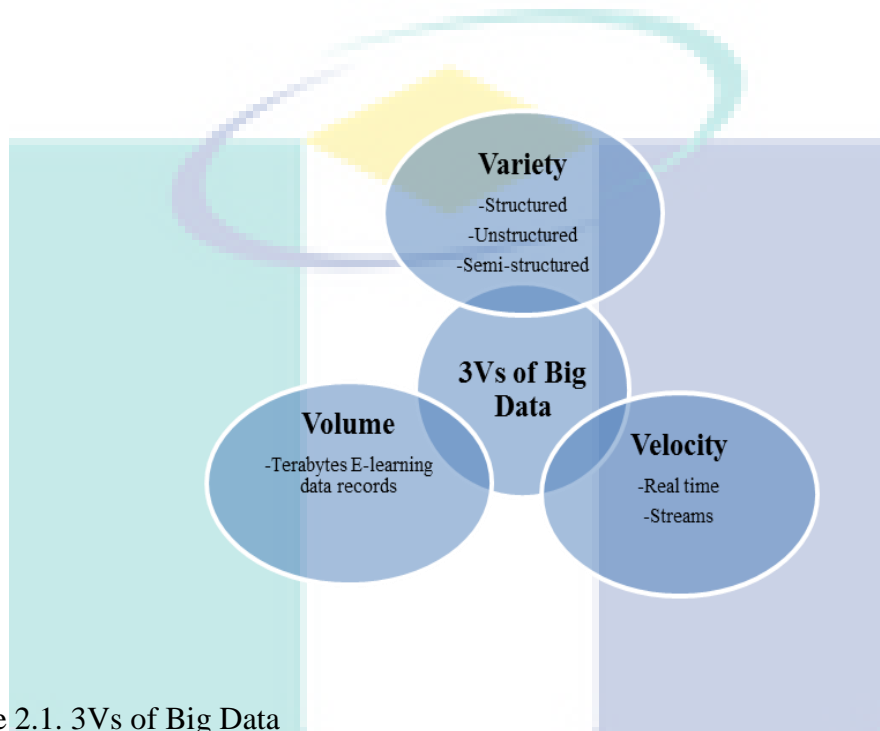 Variety
-Structured
-Unstructured
-Semi-structured
3Vs of Big
Data
Volume
-Terabytes E-learning
data records
Velocity
-Real time
-Streams
2.1. 3Vs of Big Data